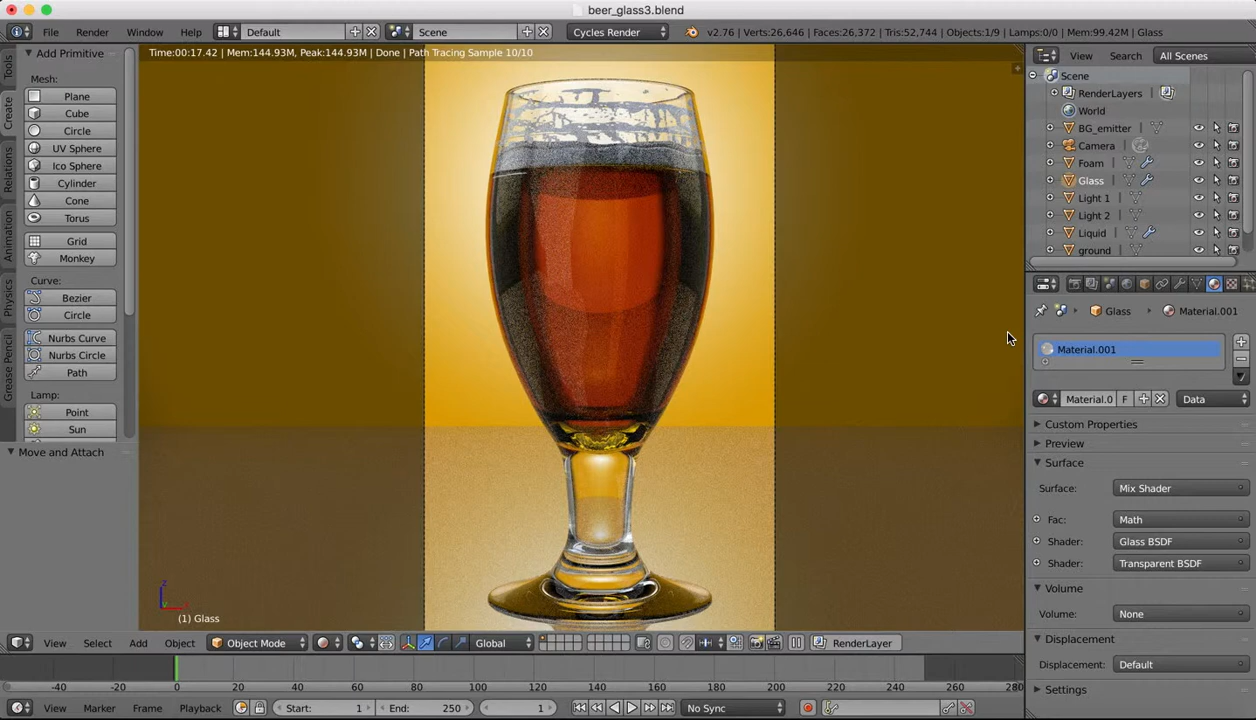 beer_glass3.blend
File Render Window Help Default Scene Cycles Render v2.76 | Verts:26,646 | Faces:26,372 | Tris:52,744 | Objects:1/9 | Lamps:0/0 | Mem:99.42M | Glass
Time:00:17.42 | Mem:144.93M, Peak:144.93M | Done | Path Tracing Sample 10/10
Tools
Create
Relations
Animation
Physics
Grease Pencil
Add Primitive
Mesh:
Plane
Cube
Circle
UV Sphere
Ico Sphere
Cylinder
Cone
Torus
Grid
Monkey
Curve:
Bezier
Circle
Nurbs Curve
Nurbs Circle
Path
Lamp:
Point
Sun
Move and Attach
(1) Glass
View Select Add Object Object Mode Global RenderLayer
-40 -20 0 20 40 60 80 100 120 140 160 180 200 220 240 260 280
View Marker Frame Playback Start: 1 End: 250 1 No Sync
View Search All Scenes
Scene
RenderLayers |
World
BG_emitter |
Camera |
Foam |
Glass |
Light 1 |
Light 2 |
Liquid |
ground |
Glass Material.001
Material.001
Material.0 F Data
Custom Properties
Preview
Surface
Surface: Mix Shader
Fac: Math
Shader: Glass BSDF
Shader: Transparent BSDF
Volume
Volume: None
Displacement
Displacement: Default
Settings